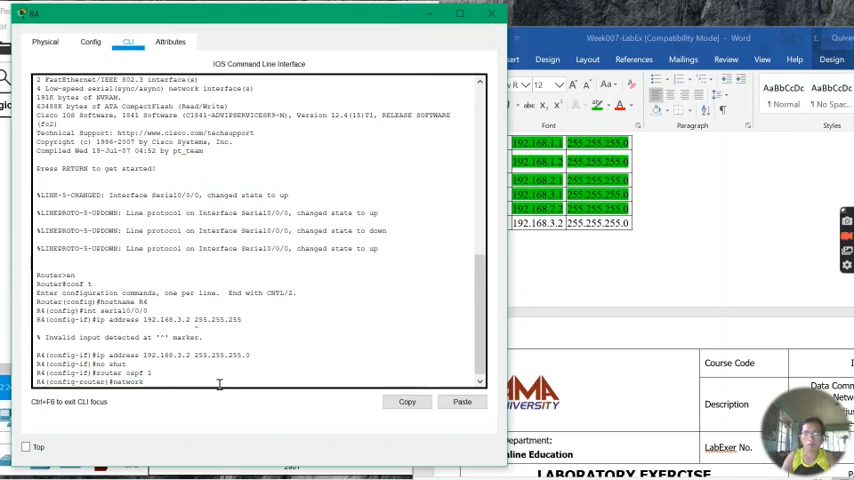 R4
Physical
Config
CLI
Attributes
IOS Command Line Interface
2 FastEthernet/IEEE 802.3 interface(s)
4 Low-speed serial(sync/async) network interface(s)
191K bytes of NVRAM.
63488K bytes of ATA CompactFlash (Read/Write)
Cisco IOS Software, 1841 Software (C1841-ADVIPSERVICESK9-M), Version 12.4(15)T1, RELEASE SOFTWARE
(fc2)
Technical Support: http://www.cisco.com/techsupport
Copyright (c) 1986-2007 by Cisco Systems, Inc.
Compiled Wed 18-Jul-07 04:52 by pt_team
Press RETURN to get started!
%LINK-5-CHANGED: Interface Serial0/0/0, changed state to up
%LINEPROTO-5-UPDOWN: Line protocol on Interface Serial0/0/0, changed state to up
%LINEPROTO-5-UPDOWN: Line protocol on Interface Serial0/0/0, changed state to down
%LINEPROTO-5-UPDOWN: Line protocol on Interface Serial0/0/0, changed state to up
Router>en
Router#conf t
Enter configuration commands, one per line. End with CNTL/Z.
Router(config)#hostname R4
R4(config)#int serial0/0/0
R4(config-if)#ip address 192.168.3.2 255.255.255
^
% Invalid input detected at '^' marker.
R4(config-if)#ip address 192.168.3.2 255.255.255.0
R4(config-if)#no shut
R4(config-if)#router ospf 1
R4(config-router)#network
Ctrl+F6 to exit CLI focus
Copy
Paste
Top
Week007-LabEx (Compatibility Mode) - Word
Design
Layout
References
Mailings
Review
View
Design
12
AaBbCcDc
AaBbCcDc
¶ Normal
¶ No Spac...
Font
Paragraph
192.168.1.1 255.255.255.0
192.168.1.2 255.255.255.0
192.168.2.1 255.255.255.0
192.168.3.1 255.255.255.0
192.168.2.2 255.255.255.0
192.168.3.2 255.255.255.0
AMA
UNIVERSITY
Course Code
Description
Data Comm
LabExer No.
Department:
Online Education
LABORATORY EXERCISE